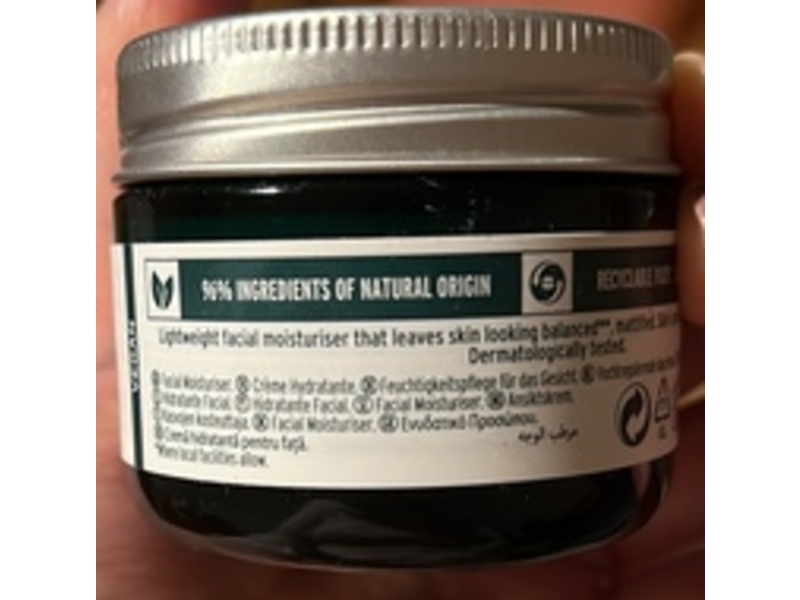 96% INGREDIENTS OF NATURAL ORIGIN
RECYCLABLE
VEGAN
Lightweight facial moisturiser that leaves skin looking balanced**, mattified.
Dermatologically tested.
Facial Moisturiser. Crème Hydratante. Feuchtigkeitspflege für das Gesicht.
Hidratante Facial. Hidratante Facial. Facial Moisturiser. Ansiktskrem.
Kasvojen kosteuttaja. Facial Moisturiser. Ενυδατικό Προσώπου.
Cremă hidratantă pentru față. مرطب الوجه
*Where local facilities allow.